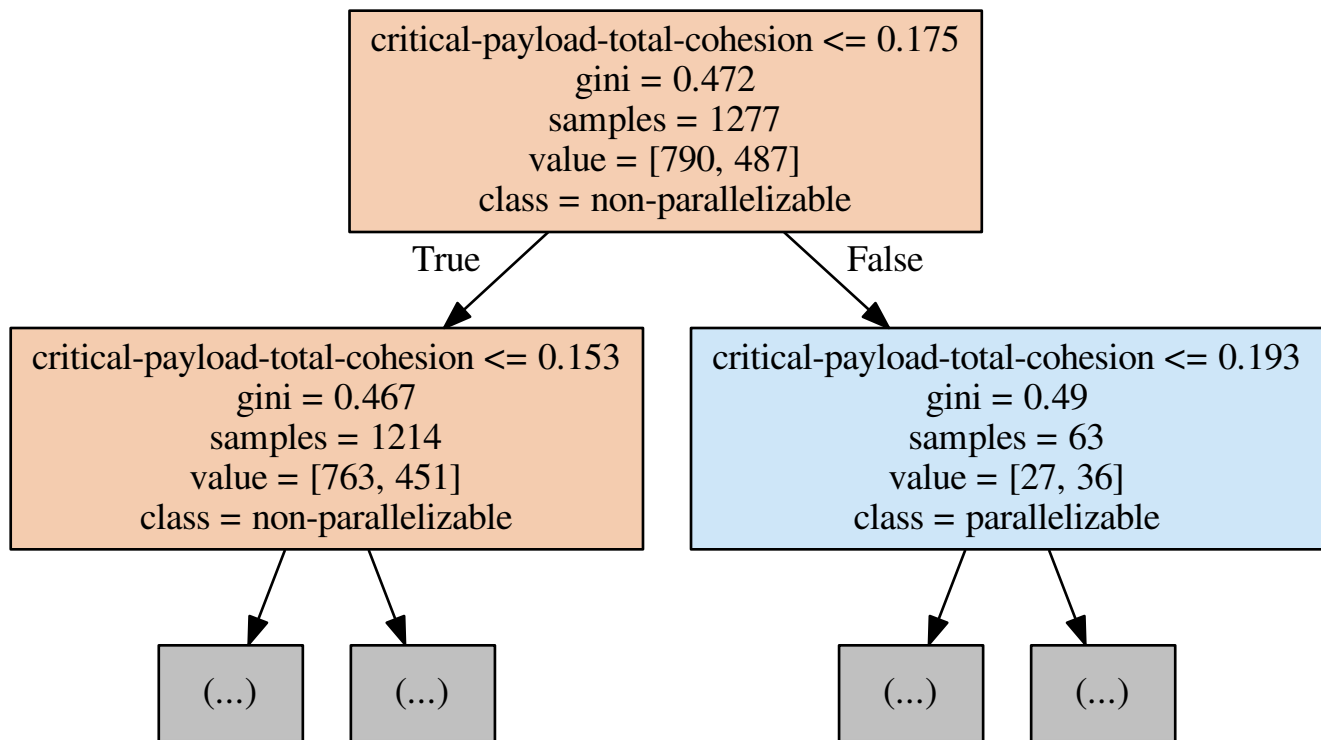 critical-payload-total-cohesion <= 0.175
gini = 0.472
samples = 1277
value = [790, 487]
class = non-parallelizable
True
False
critical-payload-total-cohesion <= 0.153
gini = 0.467
samples = 1214
value = [763, 451]
class = non-parallelizable
critical-payload-total-cohesion <= 0.193
gini = 0.49
samples = 63
value = [27, 36]
class = parallelizable
(...)
(...)
(...)
(...)